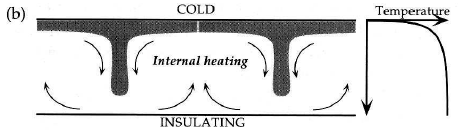 (b)
COLD
Temperature
Internal heating
INSULATING